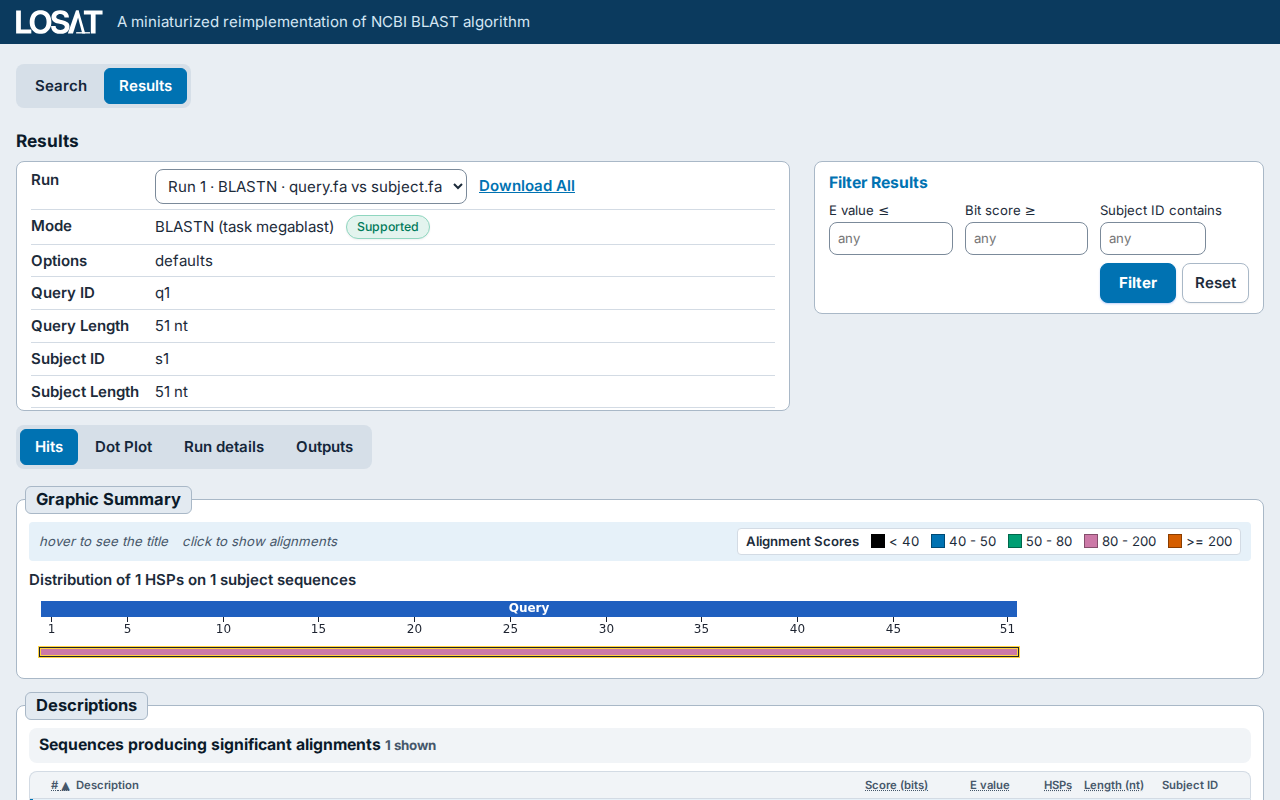 LOSAT A miniaturized reimplementation of NCBI BLAST algorithm
Search Results
Results
Run Run 1 · BLASTN · query.fa vs subject.fa Download All
Mode BLASTN (task megablast) Supported
Options defaults
Query ID q1
Query Length 51 nt
Subject ID s1
Subject Length 51 nt
Filter Results
E value ≤ Bit score ≥ Subject ID contains
any any any
Filter Reset
Hits Dot Plot Run details Outputs
Graphic Summary
hover to see the title click to show alignments Alignment Scores < 40 40 - 50 50 - 80 80 - 200 >= 200
Distribution of 1 HSPs on 1 subject sequences
Query
1 5 10 15 20 25 30 35 40 45 51
Descriptions
Sequences producing significant alignments 1 shown
# ▲ Description Score (bits) E value HSPs Length (nt) Subject ID